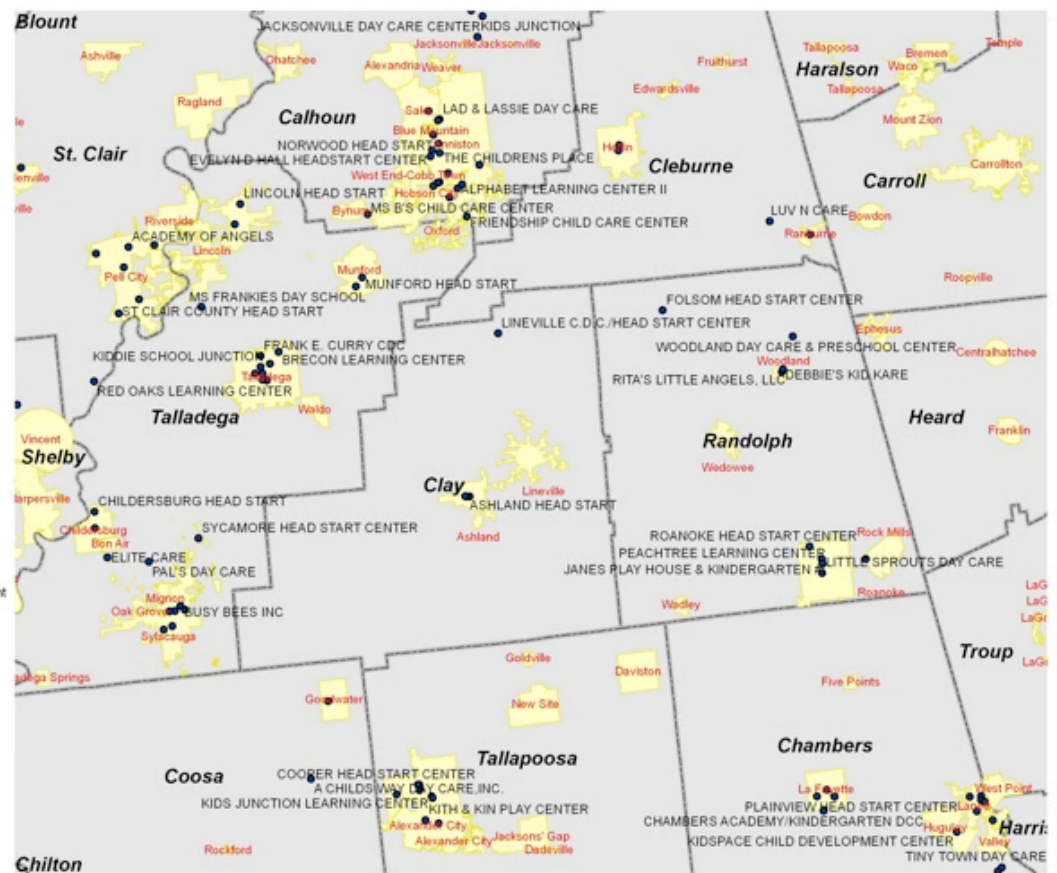 Blount
JACKSONVILLE DAY CARE CENTER KIDS JUNCTION
Jacksonville Jacksonville
Ashville
Ohatchee
Alexandria Weaver
Fruithurst
Tallapoosa
Haralson
Waco
Bremen
Temple
Edwardsville
Tallapoosa
Ragland
Calhoun
LAD & LASSIE DAY CARE
Mount Zion
Blue Mountain
NORWOOD HEAD START
St. Clair
EVELYN D HALL HEADSTART CENTER
THE CHILDRENS PLACE
Cleburne
Carrollton
Carroll
West End-Cobb Town
LINCOLN HEAD START
Hobson City
ALPHABET LEARNING CENTER II
Bynum
MS B'S CHILD CARE CENTER
LUV N CARE
Bowdon
Riverside
FRIENDSHIP CHILD CARE CENTER
Oxford
Ranburne
ACADEMY OF ANGELS
Lincoln
Pell City
Munford
MUNFORD HEAD START
Roopville
MS FRANKIES DAY SCHOOL
FOLSOM HEAD START CENTER
ST CLAIR COUNTY HEAD START
LINEVILLE C.D.C./HEAD START CENTER
Ephesus
FRANK E. CURRY CDC
WOODLAND DAY CARE & PRESCHOOL CENTER
Centralhatchee
KIDDIE SCHOOL JUNCTION
BRECON LEARNING CENTER
Woodland
RITA'S LITTLE ANGELS, LLC
DEBBIE'S KID KARE
RED OAKS LEARNING CENTER
Talladega
Waldo
Heard
Franklin
Vincent
Shelby
Randolph
Wedowee
Clay
Lineville
CHILDERSBURG HEAD START
ASHLAND HEAD START
Childersburg
SYCAMORE HEAD START CENTER
Ashland
ROANOKE HEAD START CENTER
Rock Mills
Bon Air
ELITE CARE
PEACHTREE LEARNING CENTER
LITTLE SPROUTS DAY CARE
PAL'S DAY CARE
JANES PLAY HOUSE & KINDERGARTEN
Mignon
Roanoke
Oak Grove
BUSY BEES INC
Wadley
Sylacauga
Troup
Goldville
Daviston
Five Points
Goodwater
New Site
Chambers
Tallapoosa
Coosa
COOPER HEAD START CENTER
A CHILDS WAY DAY CARE,INC.
La Fayette
West Point
KIDS JUNCTION LEARNING CENTER
KITH & KIN PLAY CENTER
PLAINVIEW HEAD START CENTER
CHAMBERS ACADEMY/KINDERGARTEN DCC
Alexander City
Huguley
Alexander City
Jacksons' Gap
KIDSPACE CHILD DEVELOPMENT CENTER
Valley
Rockford
Dadeville
TINY TOWN DAY CARE
Chilton